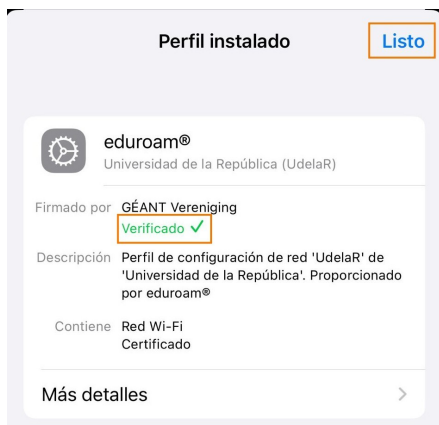 Perfil instalado Listo
eduroam®
Universidad de la República (UdelaR)
Firmado por GÉANT Vereniging
Verificado ✓
Descripción Perfil de configuración de red 'UdelaR' de
'Universidad de la República'. Proporcionado
por eduroam®
Contiene Red Wi-Fi
Certificado
Más detalles